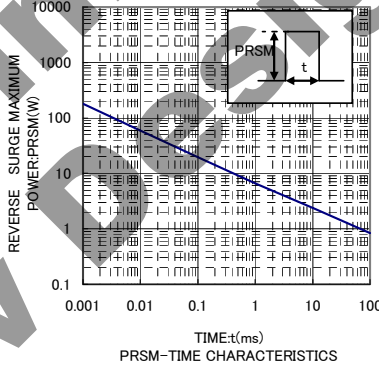 10000
1000
100
10
1
0.1
REVERSE SURGE MAXIMUM
POWER:PRSM(W)
PRSM
t
0.001 0.01 0.1 1 10 100
TIME:t(ms)
PRSM-TIME CHARACTERISTICS